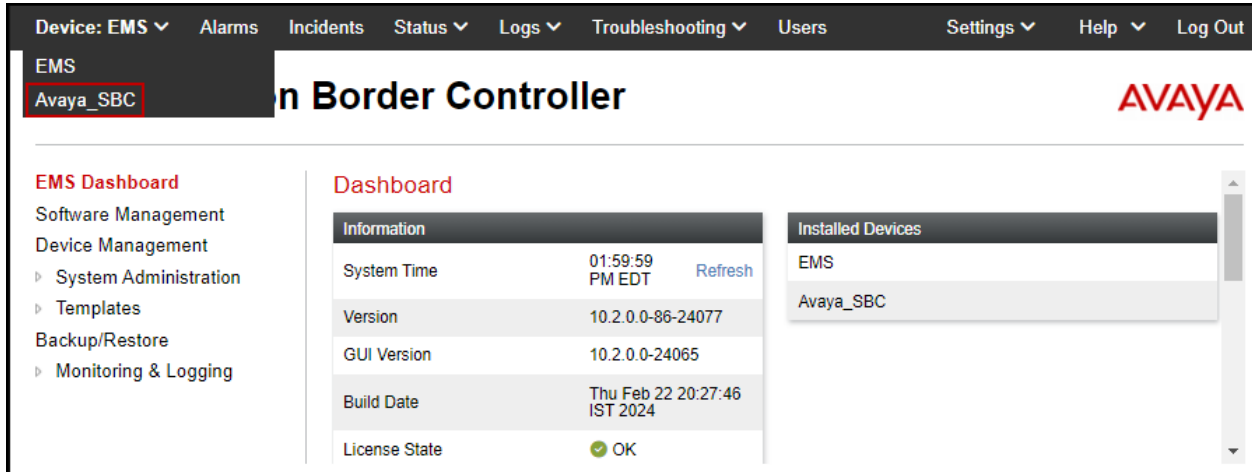 Device: EMS Alarms Incidents Status Logs Troubleshooting Users Settings Help Log Out
EMS
Avaya_SBC
n Border Controller
AVAYA
EMS Dashboard
Software Management
Device Management
System Administration
Templates
Backup/Restore
Monitoring & Logging
Dashboard
Information
System Time 01:59:59 PM EDT Refresh
Version 10.2.0.0-86-24077
GUI Version 10.2.0.0-24065
Build Date Thu Feb 22 20:27:46 IST 2024
License State OK
Installed Devices
EMS
Avaya_SBC